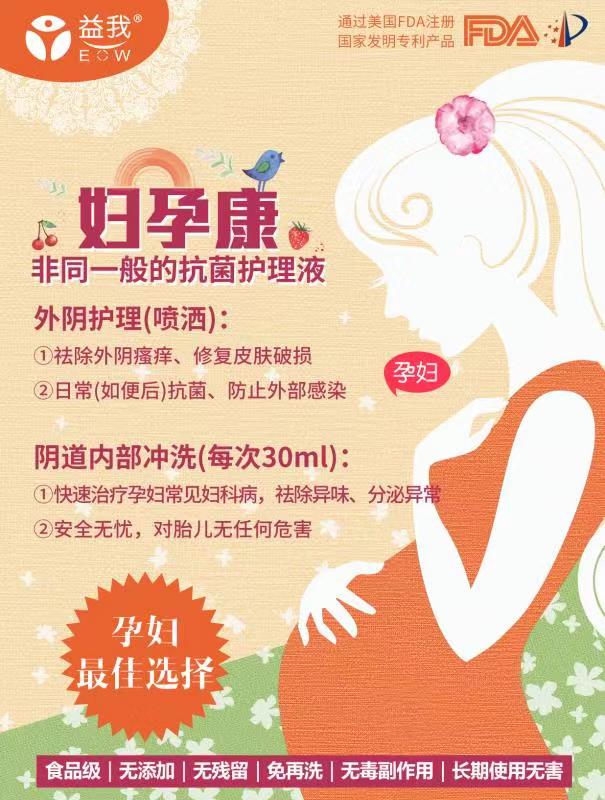 益我®
EOW
通过美国FDA注册
国家发明专利产品
FDA
妇孕康
非同一般的抗菌护理液
外阴护理(喷洒)：
①祛除外阴瘙痒、修复皮肤破损
②日常(如便后)抗菌、防止外部感染
孕妇
阴道内部冲洗(每次30ml)：
①快速治疗孕妇常见妇科病，祛除异味、分泌异常
②安全无忧，对胎儿无任何危害
孕妇
最佳选择
食品级|无添加|无残留|免再洗|无毒副作用|长期使用无害